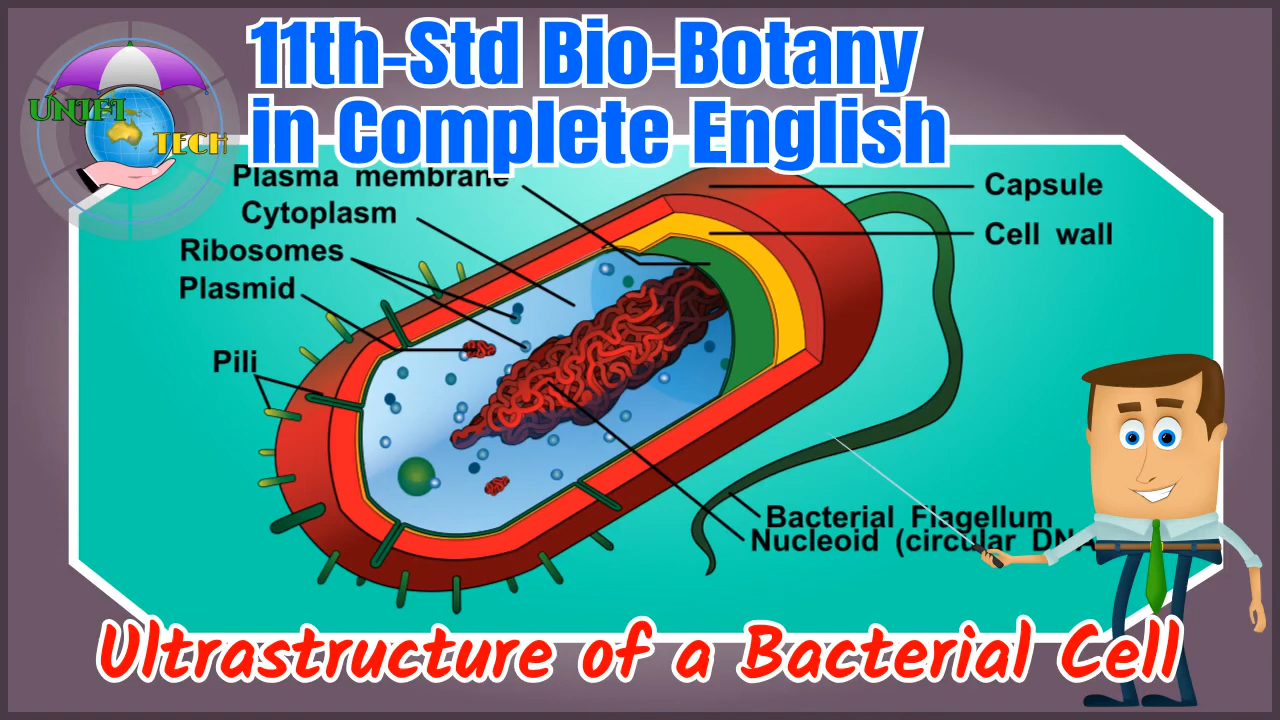 11th-Std Bio-Botany
in Complete English
UNIFI
TECH
Plasma membrane
Cytoplasm
Ribosomes
Plasmid
Pili
Capsule
Cell wall
Bacterial Flagellum
Nucleoid (circular DNA
Ultrastructure of a Bacterial Cell